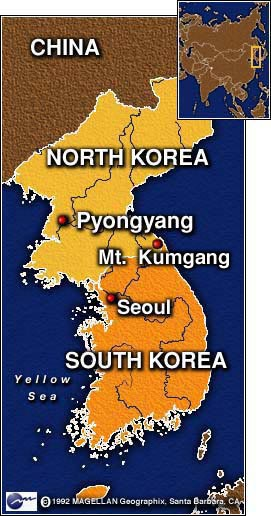 CHINA
NORTH KOREA
Pyongyang
Mt. Kumgang
Seoul
SOUTH KOREA
Yellow
Sea
© 1992 MAGELLAN Geographix, Santa Barbara, CA